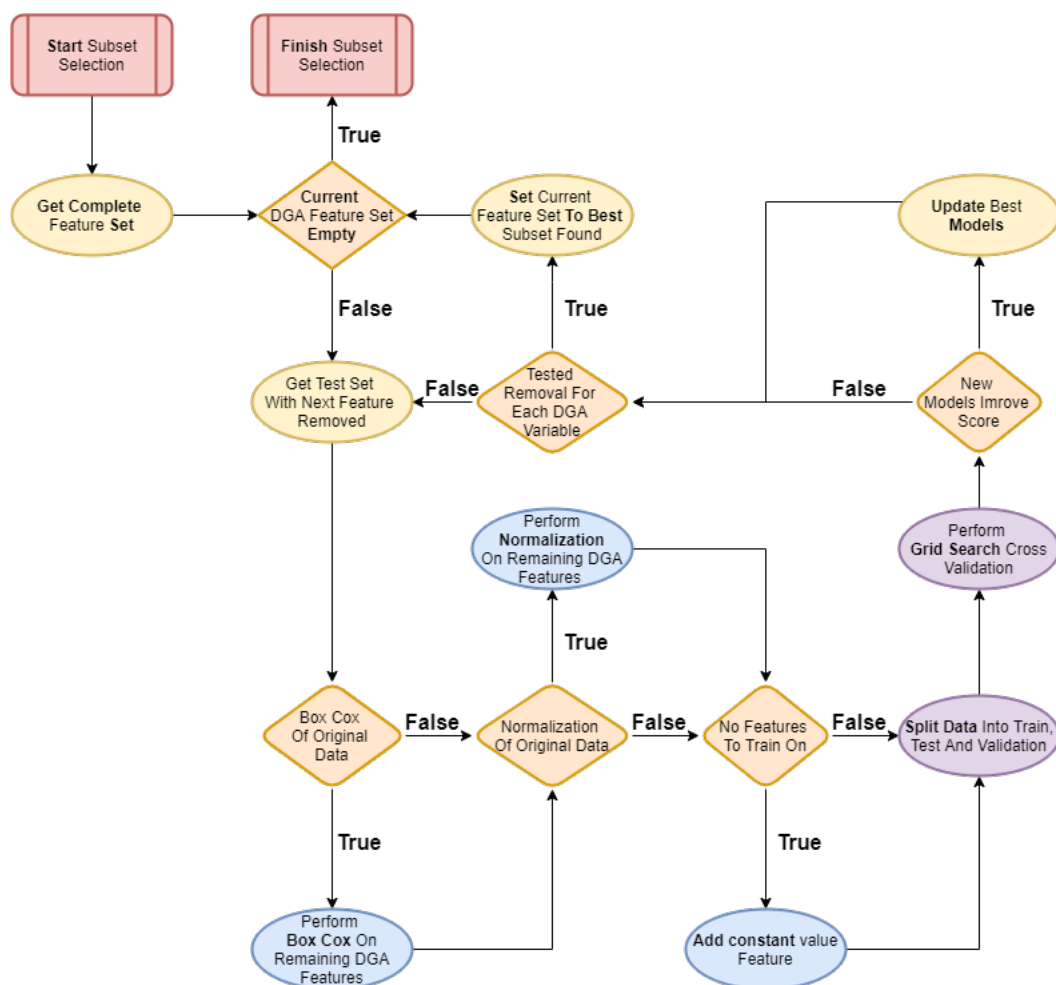 Start Subset
Selection
Finish Subset
Selection
True
Get Complete
Feature Set
Current
DGA Feature Set
Empty
Set Current
Feature Set To Best
Subset Found
Update Best
Models
False
True
True
Get Test Set
With Next Feature
Removed
False
Tested
Removal For
Each DGA
Variable
False
New
Models Imrove
Score
Perform
Normalization
On Remaining DGA
Features
Perform
Grid Search Cross
Validation
True
Box Cox
Of Original
Data
False
Normalization
Of Original Data
False
No Features
To Train On
False
Split Data Into Train,
Test And Validation
True
True
Perform
Box Cox On
Remaining DGA
Features
Add constant value
Feature